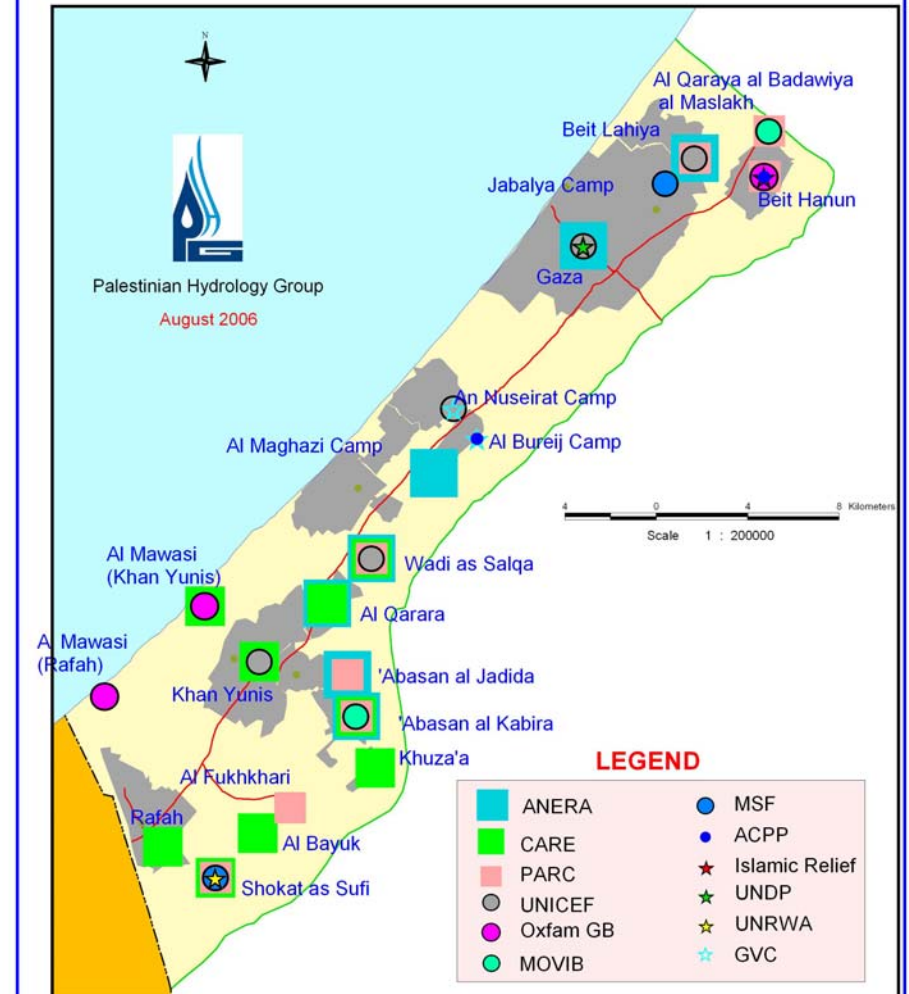 N
Palestinian Hydrology Group
August 2006
Al Qaraya al Badawiya
al Maslakh
Beit Lahiya
Jabalya Camp
Beit Hanun
Gaza
An Nuseirat Camp
Al Maghazi Camp
Al Bureij Camp
4 0 4 8 Kilometers
Scale 1 : 200000
Al Mawasi
(Khan Yunis)
Wadi as Salqa
Al Qarara
A Mawasi
(Rafah)
'Abasan al Jadida
Khan Yunis
'Abasan al Kabira
Khuza'a
Al Fukhkhari
Rafah
Al Bayuk
Shokat as Sufi
LEGEND
ANERA
CARE
PARC
UNICEF
Oxfam GB
MOVIB
MSF
ACPP
Islamic Relief
UNDP
UNRWA
GVC